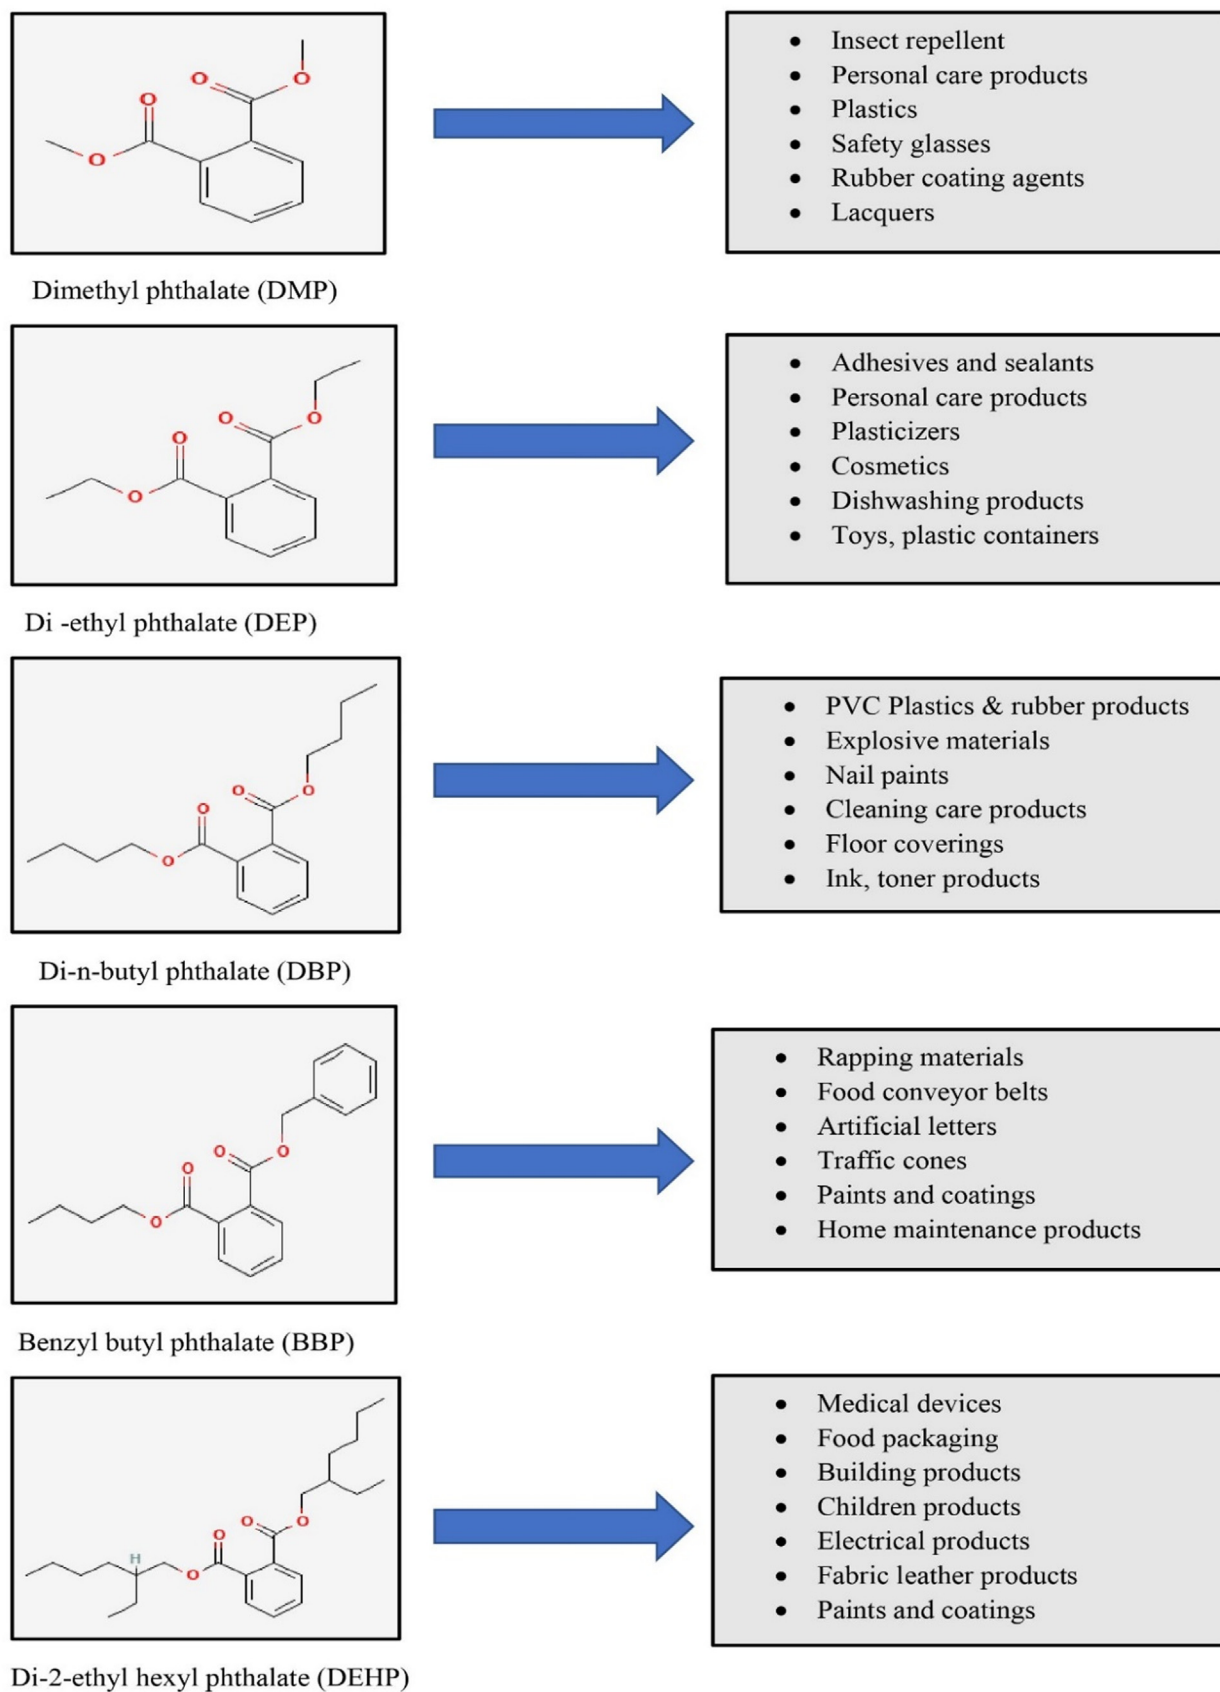 O
O
O
O
Dimethyl phthalate (DMP)
• Insect repellent
• Personal care products
• Plastics
• Safety glasses
• Rubber coating agents
• Lacquers
O
O
O
O
Di -ethyl phthalate (DEP)
• Adhesives and sealants
• Personal care products
• Plasticizers
• Cosmetics
• Dishwashing products
• Toys, plastic containers
O
O
O
O
Di-n-butyl phthalate (DBP)
• PVC Plastics & rubber products
• Explosive materials
• Nail paints
• Cleaning care products
• Floor coverings
• Ink, toner products
O
O
O
O
Benzyl butyl phthalate (BBP)
• Rapping materials
• Food conveyor belts
• Artificial letters
• Traffic cones
• Paints and coatings
• Home maintenance products
O
O
O
H
O
Di-2-ethyl hexyl phthalate (DEHP)
• Medical devices
• Food packaging
• Building products
• Children products
• Electrical products
• Fabric leather products
• Paints and coatings